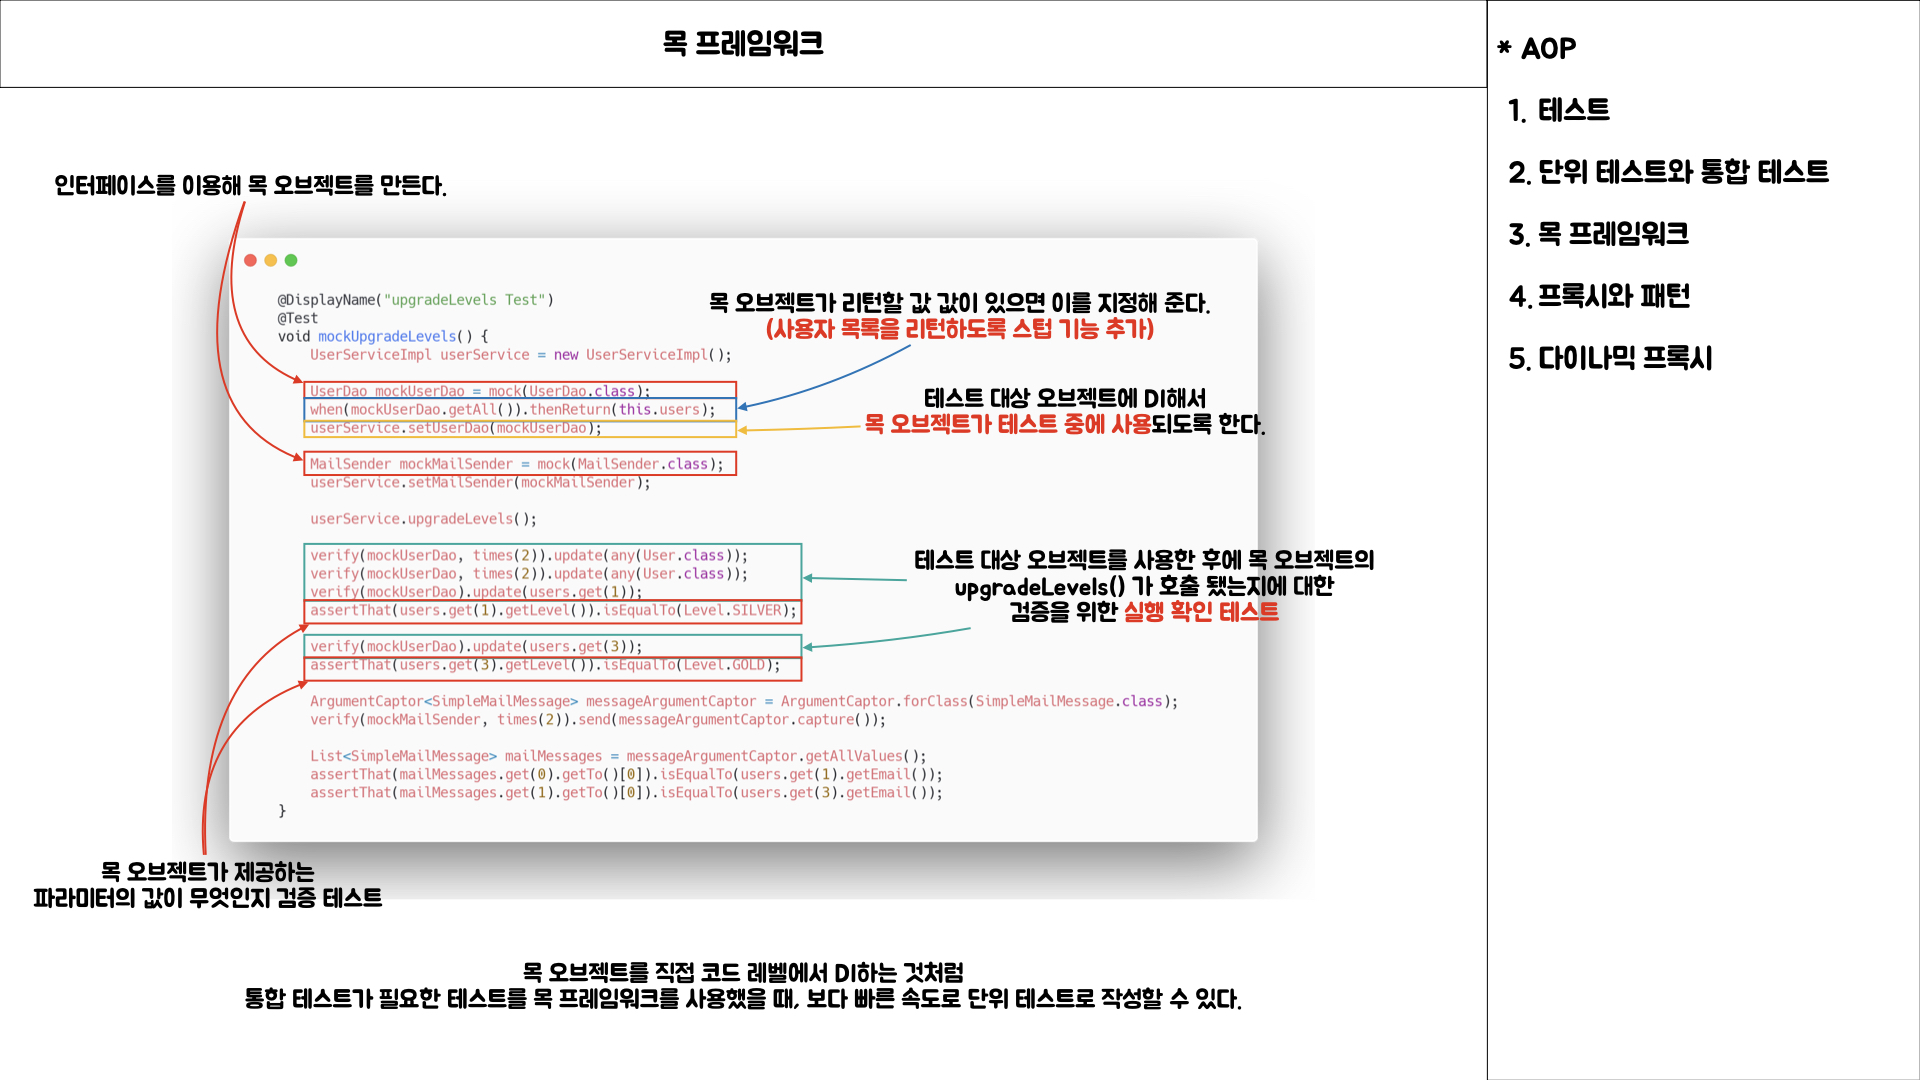 목 프레임워크
인터페이스를 이용해 목 오브젝트를 만든다.
@DisplayName("upgradeLevels Test")
@Test
void mockUpgradeLevels() {
UserServiceImpl userService = new UserServiceImpl();
목 오브젝트가 리턴할 값 값이 있으면 이를 지정해 준다.
(사용자 목록을 리턴하도록 스텁 기능 추가)
UserDao mockUserDao = mock(UserDao.class);
when(mockUserDao.getAll()).thenReturn(this.users);
userService.setUserDao(mockUserDao);
테스트 대상 오브젝트에 DI해서
목 오브젝트가 테스트 중에 사용되도록 한다.
MailSender mockMailSender = mock(MailSender.class);
userService.setMailSender(mockMailSender);
userService.upgradeLevels();
verify(mockUserDao, times(2)).update(any(User.class));
verify(mockUserDao, times(2)).update(any(User.class));
verify(mockUserDao).update(users.get(1));
assertThat(users.get(1).getLevel()).isEqualTo(Level.SILVER);
테스트 대상 오브젝트를 사용한 후에 목 오브젝트의
upgradeLevels() 가 호출 됐는지에 대한
검증을 위한 실행 확인 테스트
verify(mockUserDao).update(users.get(3));
assertThat(users.get(3).getLevel()).isEqualTo(Level.GOLD);
ArgumentCaptor<SimpleMailMessage> messageArgumentCaptor = ArgumentCaptor.forClass(SimpleMailMessage.class);
verify(mockMailSender, times(2)).send(messageArgumentCaptor.capture());
List<SimpleMailMessage> mailMessages = messageArgumentCaptor.getAllValues();
assertThat(mailMessages.get(0).getTo()[0]).isEqualTo(users.get(1).getEmail());
assertThat(mailMessages.get(1).getTo()[0]).isEqualTo(users.get(3).getEmail());
}
목 오브젝트가 제공하는
파라미터의 값이 무엇인지 검증 테스트
목 오브젝트를 직접 코드 레벨에서 DI하는 것처럼
통합 테스트가 필요한 테스트를 목 프레임워크를 사용했을 때, 보다 빠른 속도로 단위 테스트로 작성할 수 있다.
* AOP
1. 테스트
2. 단위 테스트와 통합 테스트
3. 목 프레임워크
4. 프록시와 패턴
5. 다이나믹 프록시